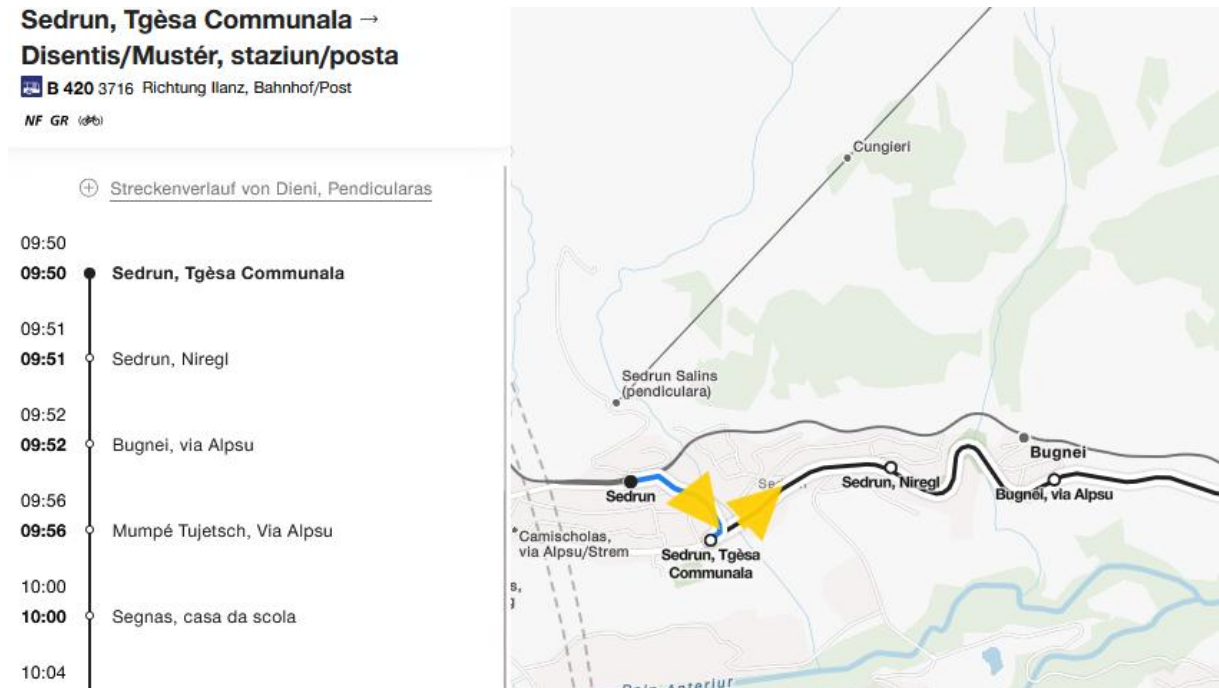 Sedrun, Tgèsa Communala →
Disentis/Mustér, staziun/posta
B 420 3716 Richtung Ilanz, Bahnhof/Post
NF GR
Streckenverlauf von Dieni, Pendicularas
09:50
09:50 Sedrun, Tgèsa Communala
09:51
09:51 Sedrun, Niregl
09:52
09:52 Bugnei, via Alpsu
09:56
09:56 Mumpé Tujetsch, Via Alpsu
10:00
10:00 Segnas, casa da scola
10:04
Cungieri
Sedrun Salins
(pendiculara)
Bugnei
Sedrun
Sedrun, Niregl
Bugnei, via Alpsu
Camischolas,
via Alpsu/Strem
Sedrun, Tgèsa
Communala